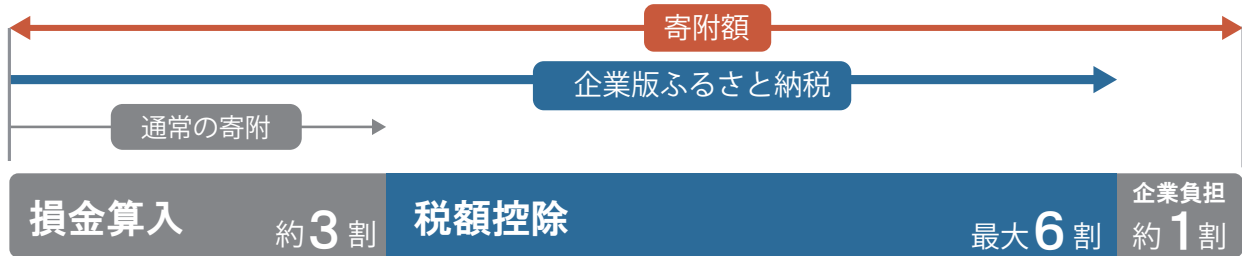 寄附額
企業版ふるさと納税
通常の寄附
損金算入 約3割
税額控除 最大6割
企業負担
約1割